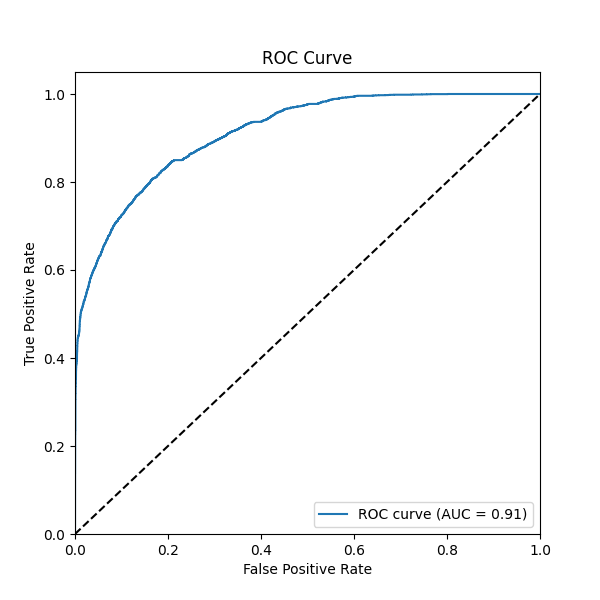 ROC Curve
True Positive Rate
1.0
0.8
0.6
0.4
0.2
0.0
0.0 0.2 0.4 0.6 0.8 1.0
False Positive Rate
ROC curve (AUC = 0.91)